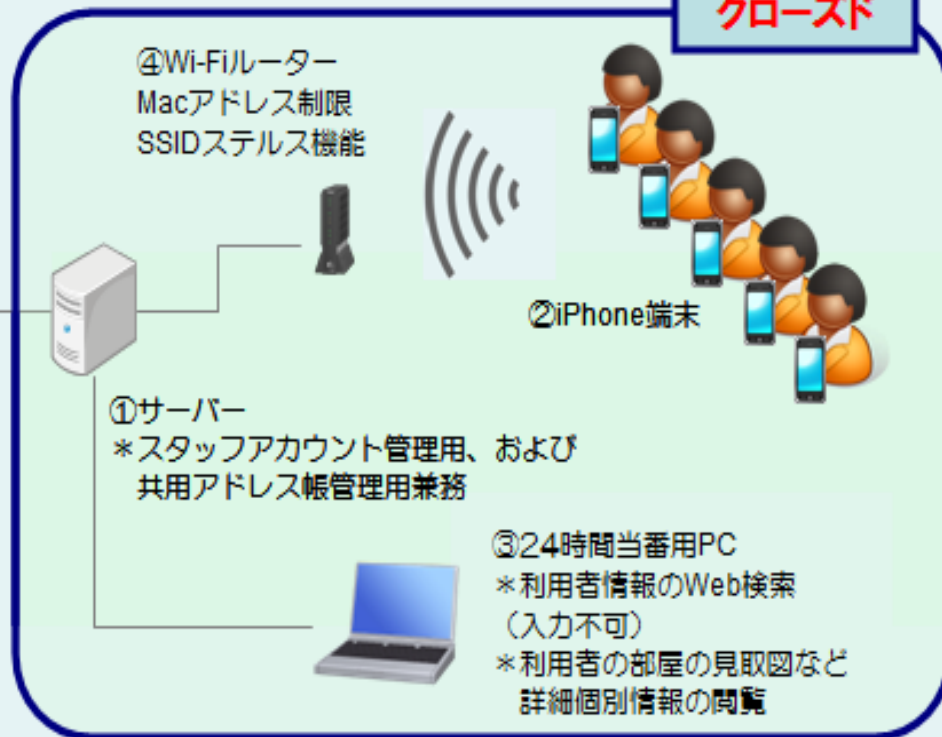 クローズド
④Wi-Fiルーター
Macアドレス制限
SSIDステルス機能
②iPhone端末
①サーバー
＊スタッフアカウント管理用、および
共用アドレス帳管理用兼務
③24時間当番用PC
＊利用者情報のWeb検索
（入力不可）
＊利用者の部屋の見取図など
詳細個別情報の閲覧